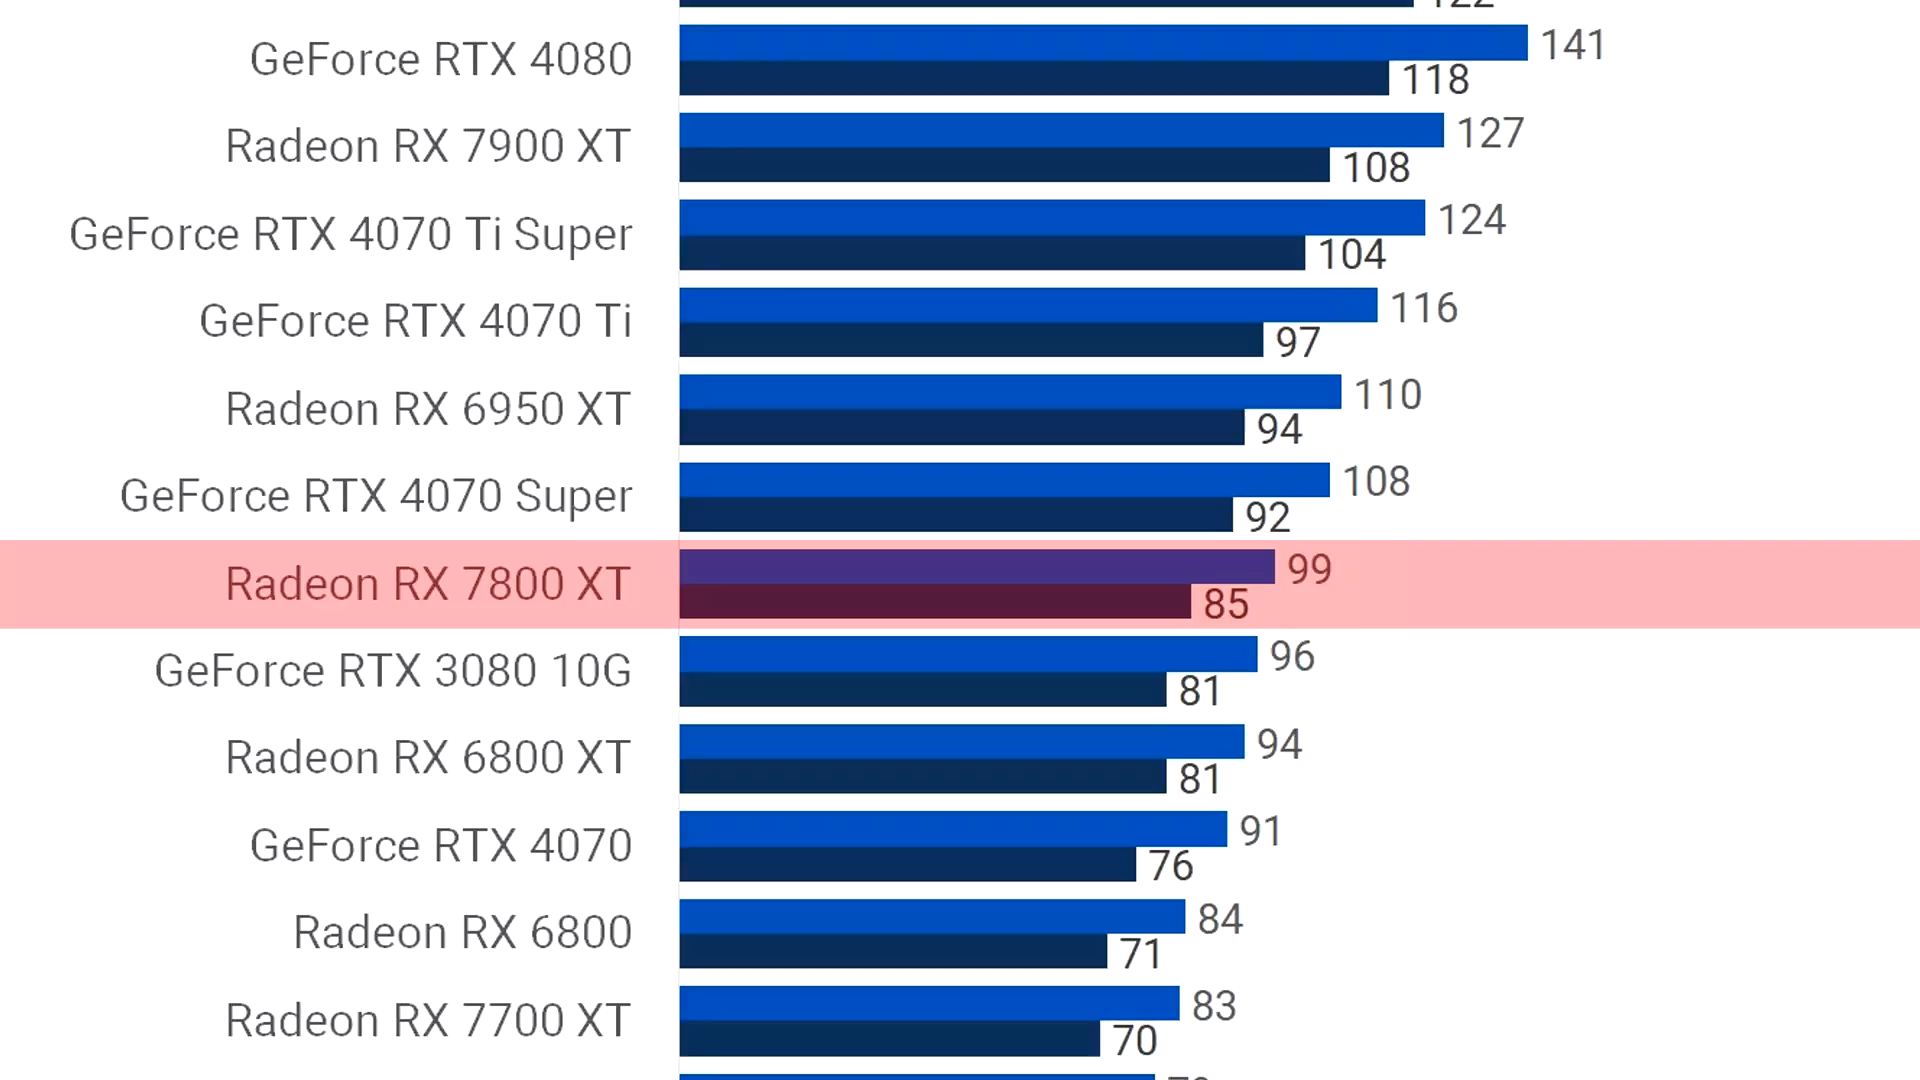 GeForce RTX 4080 141
118
Radeon RX 7900 XT 127
108
GeForce RTX 4070 Ti Super 124
104
GeForce RTX 4070 Ti 116
97
Radeon RX 6950 XT 110
94
GeForce RTX 4070 Super 108
92
Radeon RX 7800 XT 99
85
GeForce RTX 3080 10G 96
81
Radeon RX 6800 XT 94
81
GeForce RTX 4070 91
76
Radeon RX 6800 84
71
Radeon RX 7700 XT 83
70